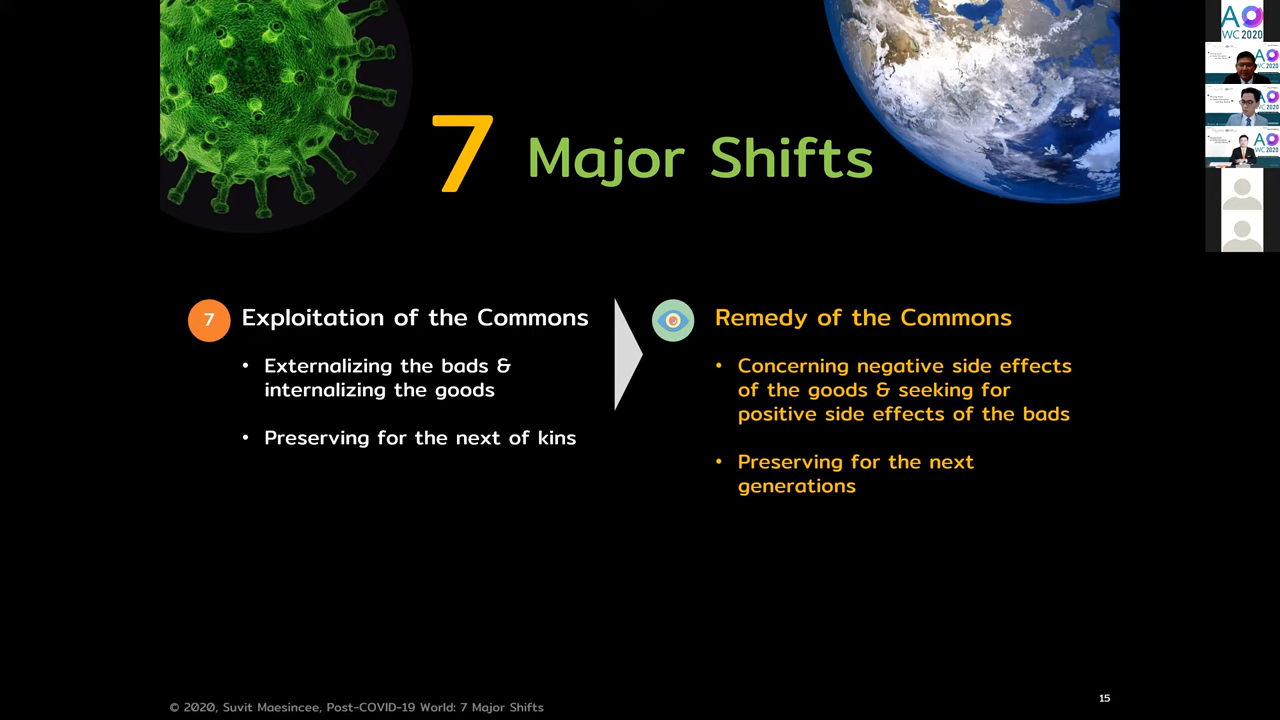 7 Major Shifts
7 Exploitation of the Commons
• Externalizing the bads &
internalizing the goods
• Preserving for the next of kins
Remedy of the Commons
• Concerning negative side effects
of the goods & seeking for
positive side effects of the bads
• Preserving for the next
generations
© 2020, Suvit Maesincee, Post-COVID-19 World: 7 Major Shifts
15
WC 2020